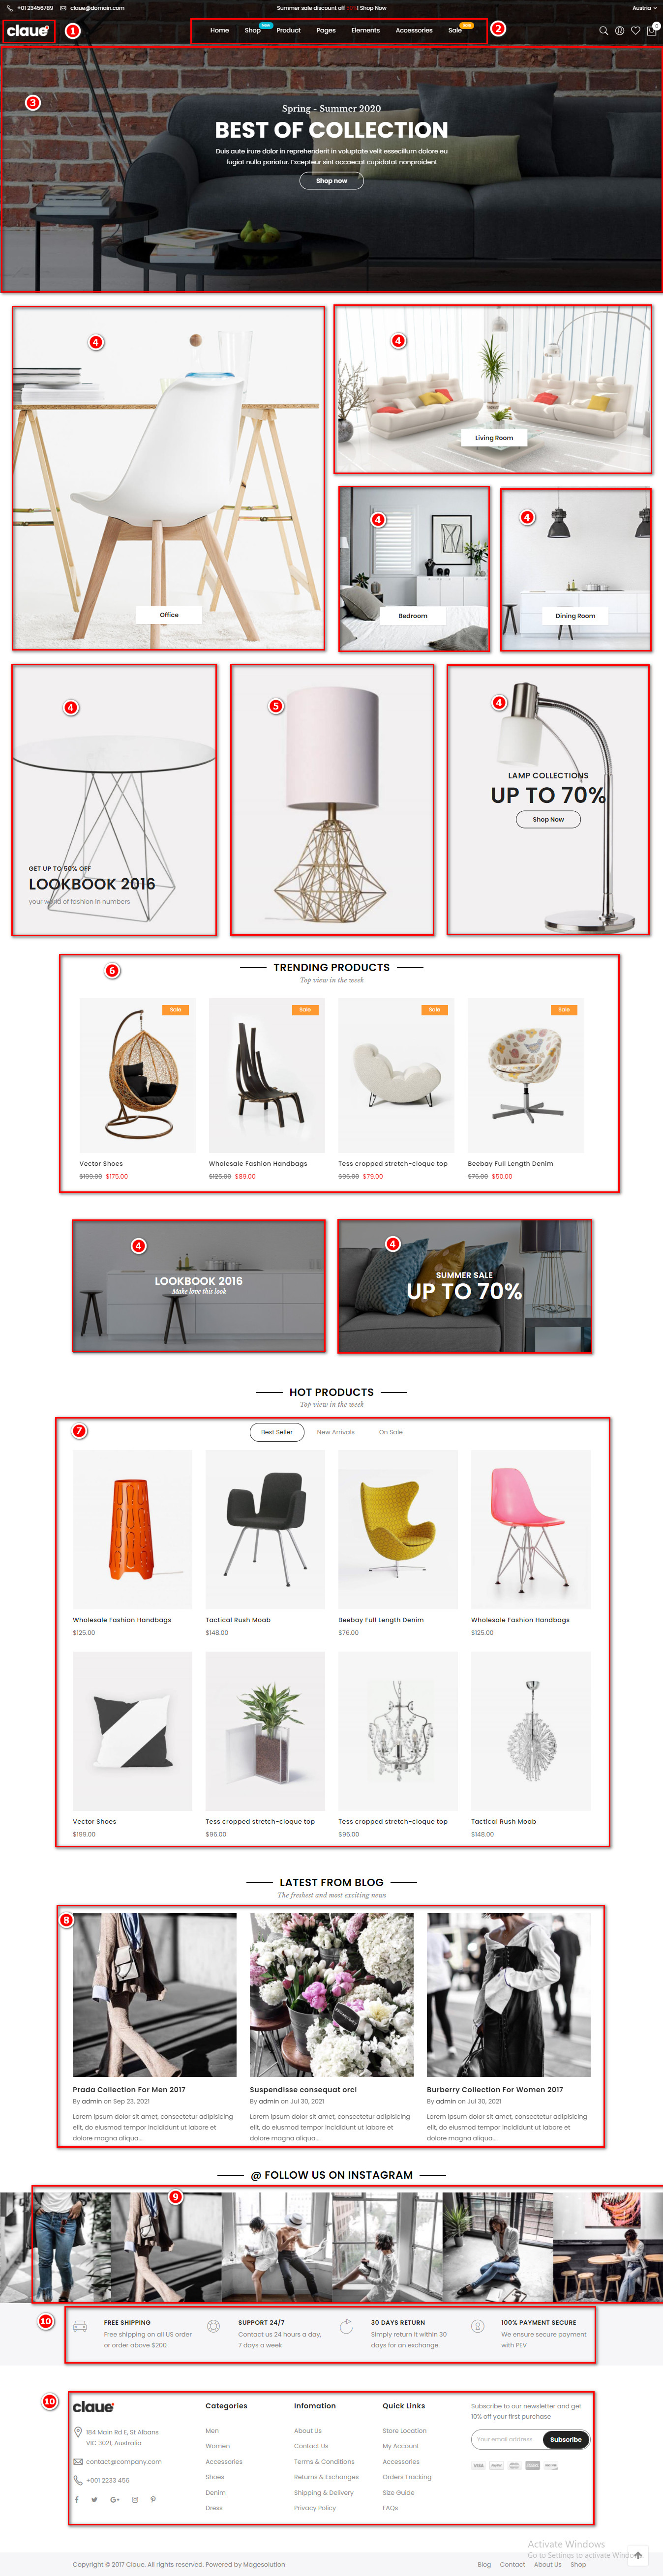 +01 23456789 claue@domain.com Summer sale discount off 50%! Shop Now Austria
claue 1 Home Shop New Product Pages Elements Accessories Sale 2 0
3
Spring - Summer 2020
BEST OF COLLECTION
Duis aute irure dolor in reprehenderit in voluptate velit essecillum dolore eu
fugiat nulla pariatur. Excepteur sint occaecat cupidatat nonproident
Shop now
4
4
Living Room
4
4
Office
Bedroom
Dining Room
4
GET UP TO 50% OFF
LOOKBOOK 2016
your world of fashion in numbers
5
4
LAMP COLLECTIONS
UP TO 70%
Shop Now
6
TRENDING PRODUCTS
Top view in the week
Sale Sale Sale Sale
Vector Shoes Wholesale Fashion Handbags Tess cropped stretch-cloque top Beebay Full Length Denim
$199.00 $175.00 $125.00 $89.00 $96.00 $79.00 $76.00 $50.00
4
LOOKBOOK 2016
Make love this look
4
SUMMER SALE
UP TO 70%
HOT PRODUCTS
Top view in the week
7
Best Seller New Arrivals On Sale
Wholesale Fashion Handbags Tactical Rush Moab Beebay Full Length Denim Wholesale Fashion Handbags
$125.00 $148.00 $76.00 $125.00
Vector Shoes Tess cropped stretch-cloque top Tess cropped stretch-cloque top Tactical Rush Moab
$199.00 $96.00 $96.00 $148.00
LATEST FROM BLOG
The freshest and most exciting news
8
Prada Collection For Men 2017
By admin on Sep 23, 2021
Lorem ipsum dolor sit amet, consectetur adipisicing
elit, do eiusmod tempor incididunt ut labore et
dolore magna aliqua...
Suspendisse consequat orci
By admin on Jul 30, 2021
Lorem ipsum dolor sit amet, consectetur adipisicing
elit, do eiusmod tempor incididunt ut labore et
dolore magna aliqua...
Burberry Collection For Women 2017
By admin on Jul 30, 2021
Lorem ipsum dolor sit amet, consectetur adipisicing
elit, do eiusmod tempor incididunt ut labore et
dolore magna aliqua...
@ FOLLOW US ON INSTAGRAM
9
10
FREE SHIPPING
Free shipping on all US order
or order above $200
SUPPORT 24/7
Contact us 24 hours a day,
7 days a week
30 DAYS RETURN
Simply return it within 30
days for an exchange.
100% PAYMENT SECURE
We ensure secure payment
with PEV
10
claue
184 Main Rd E, St Albans
VIC 3021, Australia
contact@company.com
+001 2233 456
Categories
Men
Women
Accessories
Shoes
Denim
Dress
Infomation
About Us
Contact Us
Terms & Conditions
Returns & Exchanges
Shipping & Delivery
Privacy Policy
Quick Links
Store Location
My Account
Accessories
Orders Tracking
Size Guide
FAQs
Subscribe to our newsletter and get
10% off your first purchase
Your email address Subscribe
VISA
Activate Windows
Go to Settings to activate Windo
Copyright © 2017 Claue. All rights reserved. Powered by Magesolution Blog Contact About Us Shop